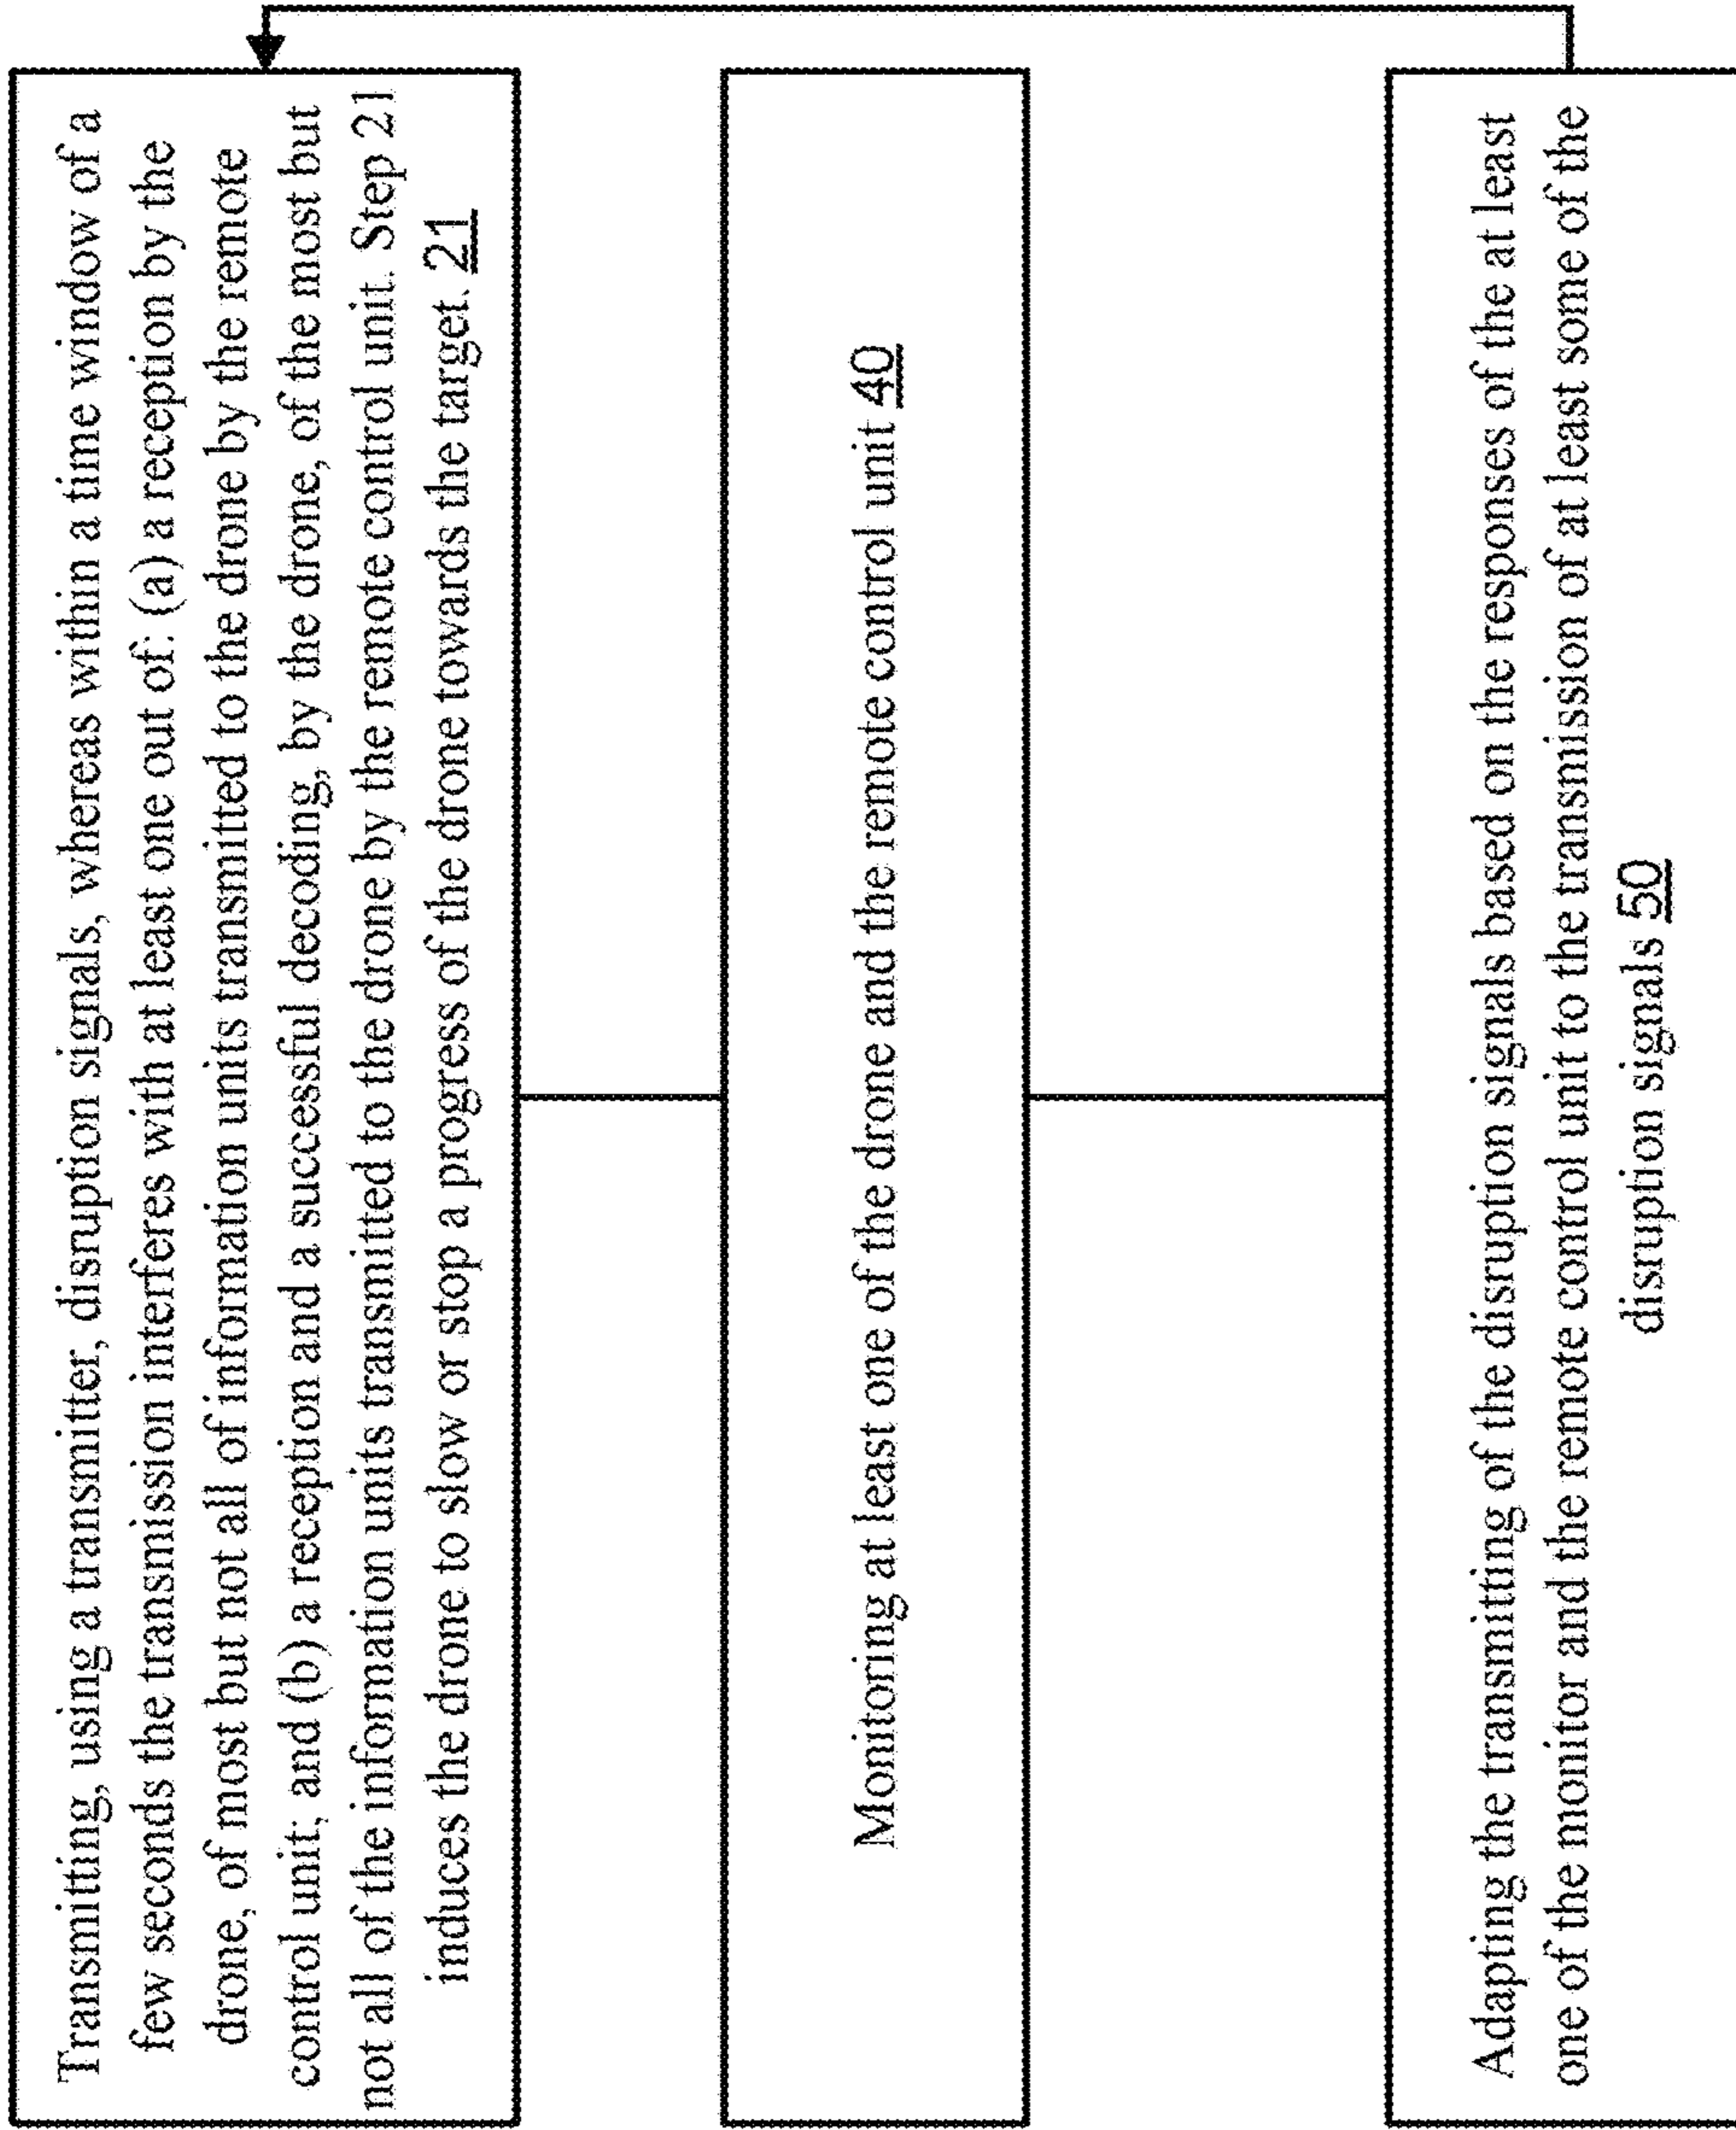 Transmitting, using a transmitter, disruption signals, whereas within a time window of a
few seconds the transmission interferes with at least one out of: (a) a reception by the
drone, of most but not all of information units transmitted to the drone by the remote
control unit; and (b) a reception and a successful decoding, by the drone, of the most but
not all of the information units transmitted to the drone by the remote control unit. Step 21
induces the drone to slow or stop a progress of the drone towards the target. 21
Monitoring at least one of the drone and the remote control unit 40
Adapting the transmitting of the disruption signals based on the responses of the at least
one of the monitor and the remote control unit to the transmission of at least some of the
disruption signals 50